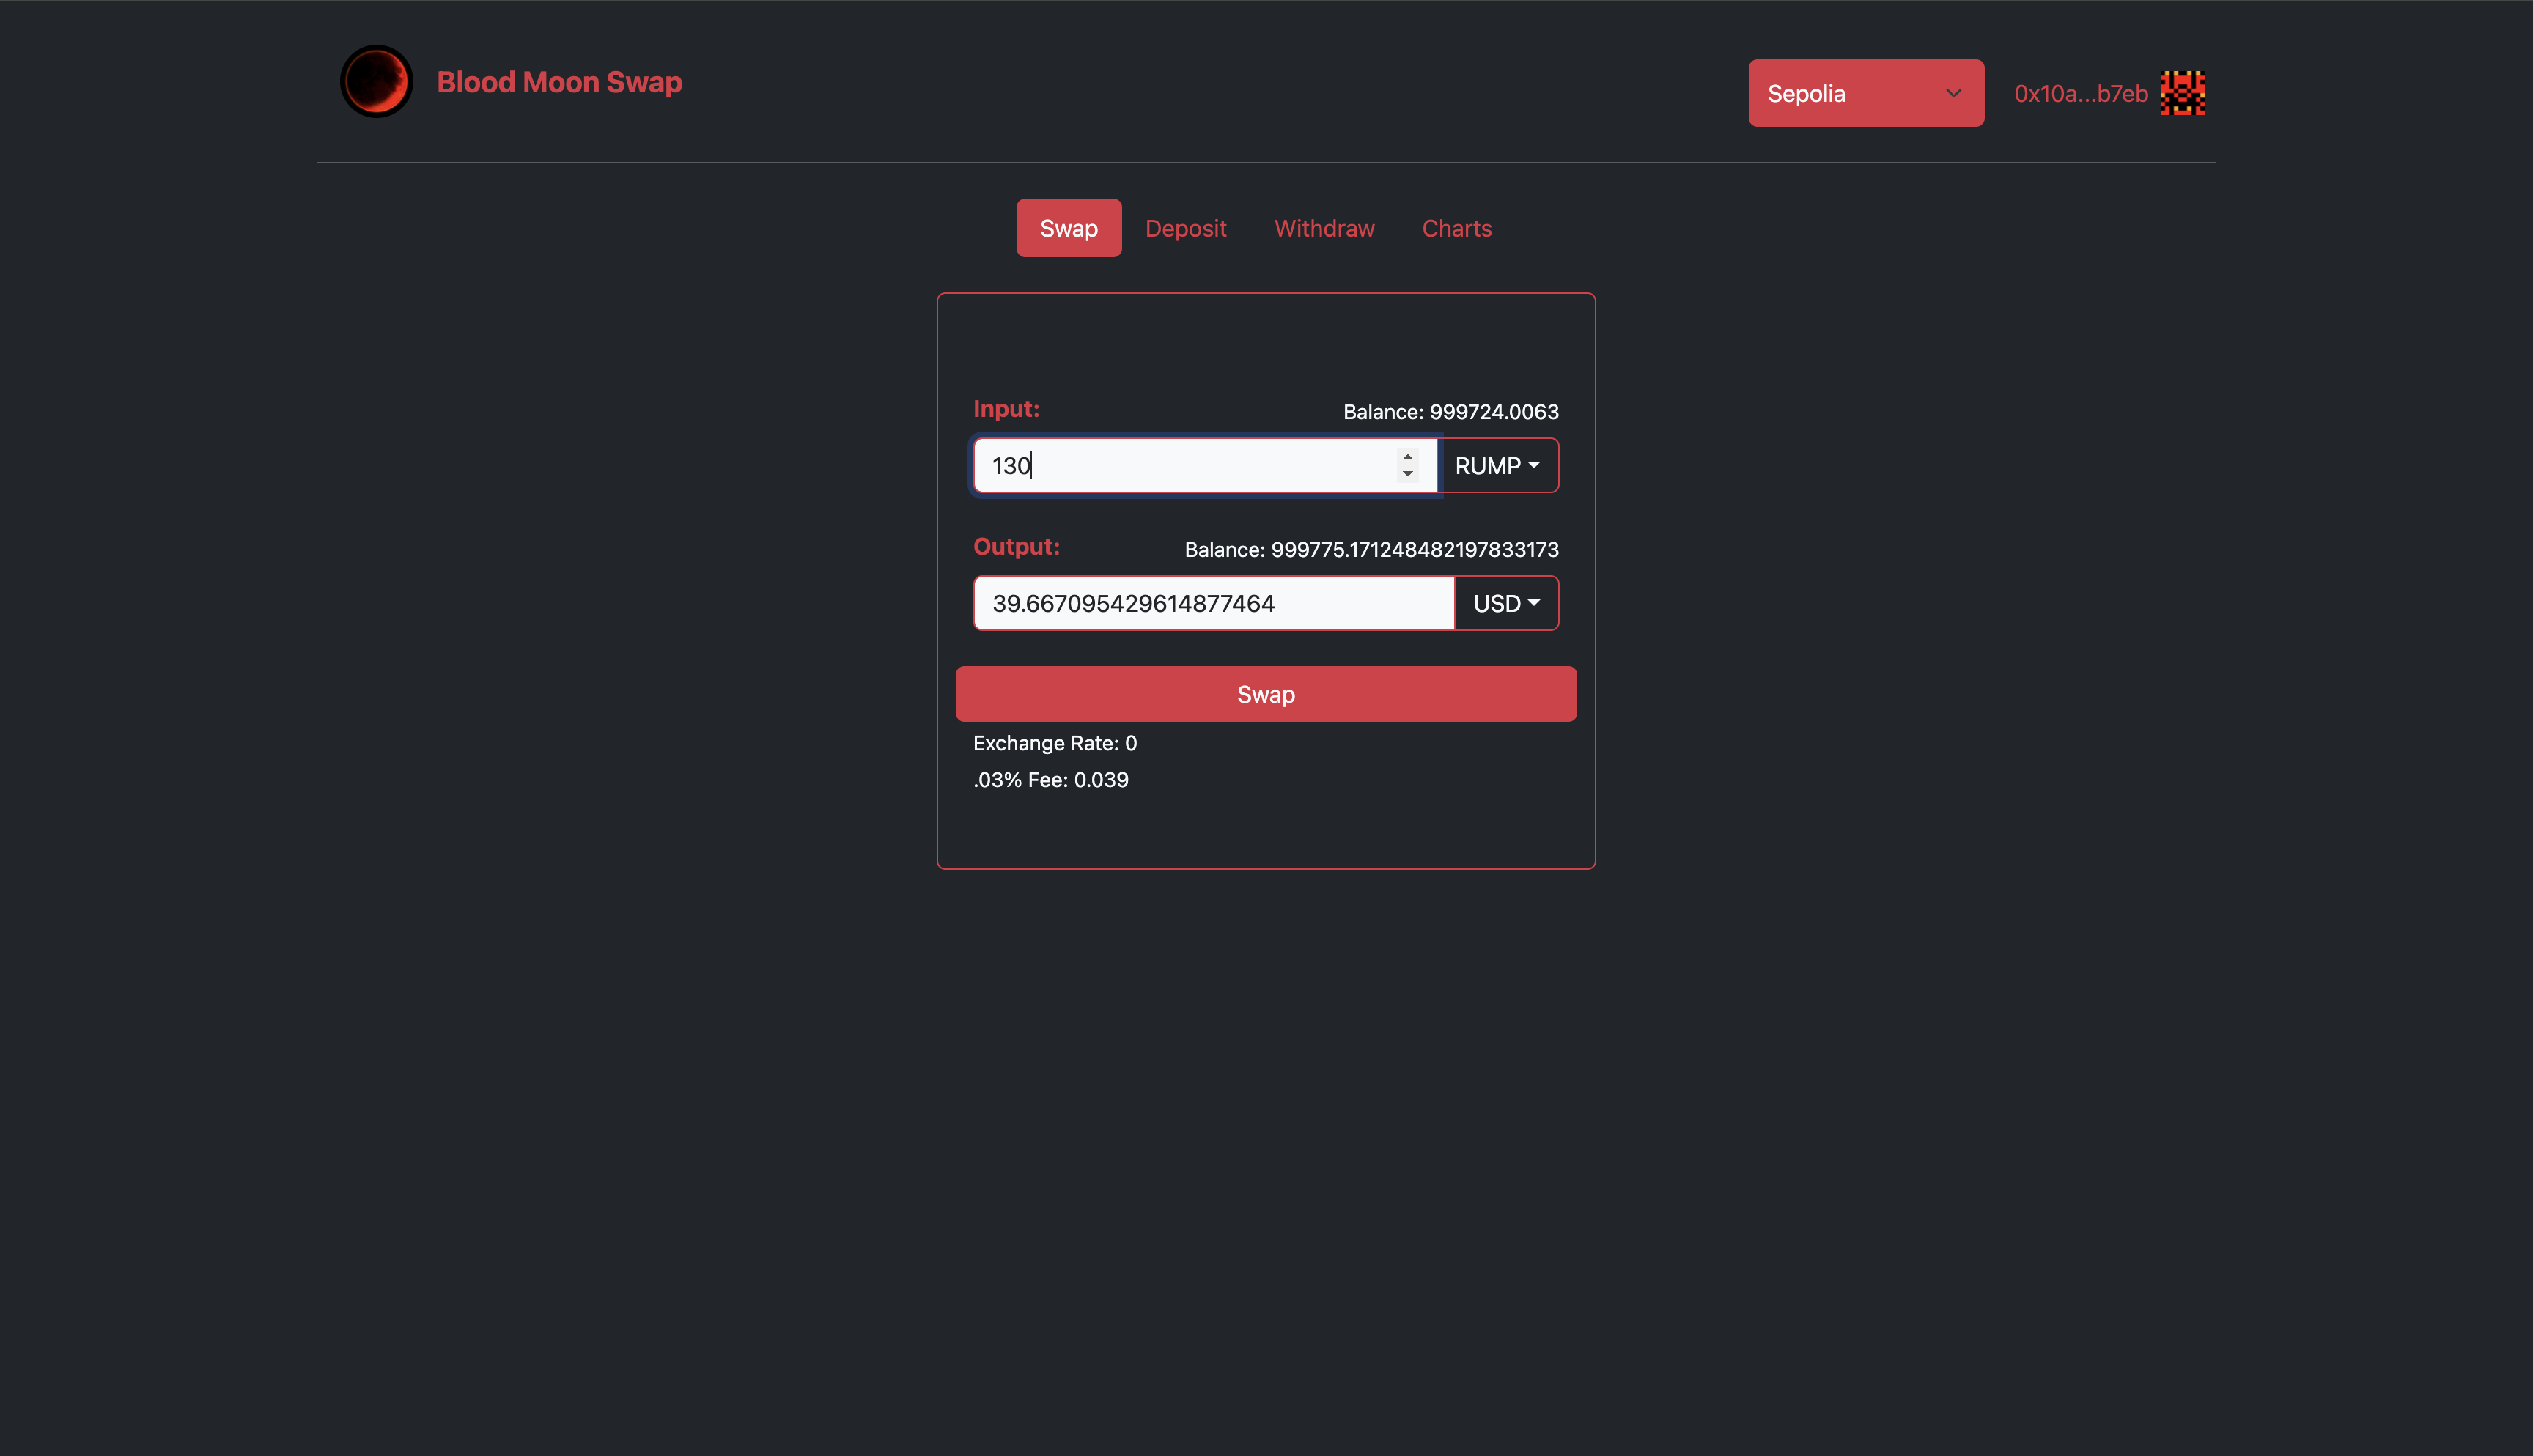 Blood Moon Swap
Sepolia
0x10a...b7eb
Swap
Deposit
Withdraw
Charts
Input:
Balance: 999724.0063
130
RUMP
Output:
Balance: 999775.171248482197833173
39.667095429614877464
USD
Swap
Exchange Rate: 0
.03% Fee: 0.039